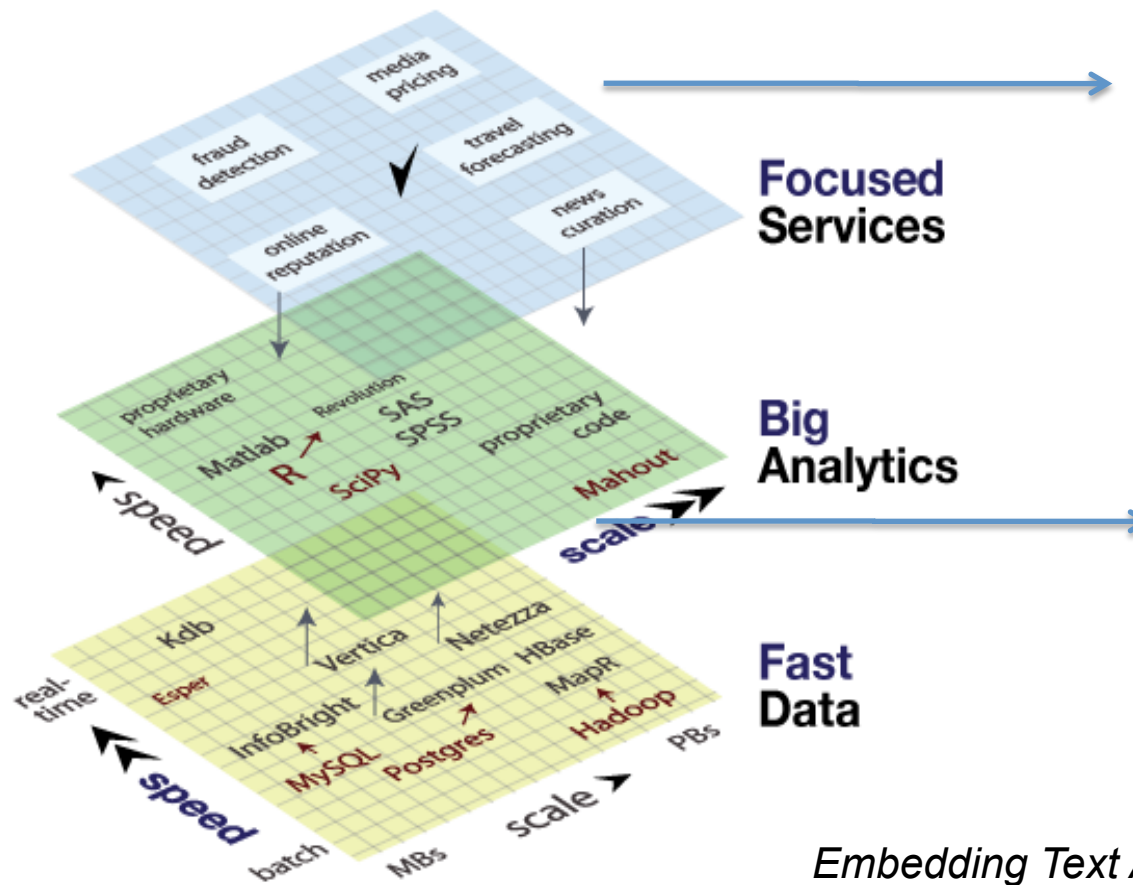 media
pricing
fraud
detection
travel
forecasting
online
reputation
news
curation
Focused
Services
proprietary
hardware
Revolution
SAS
SPSS
Matlab
R
SciPy
proprietary
code
Mahout
speed
scale
Big
Analytics
Kdb
Esper
Vertica
Netezza
InfoBright
Greenplum
HBase
MapR
MySQL
Postgres
Hadoop
real-
time
speed
batch
MBs
scale
PBs
Fast
Data
Embedding Text